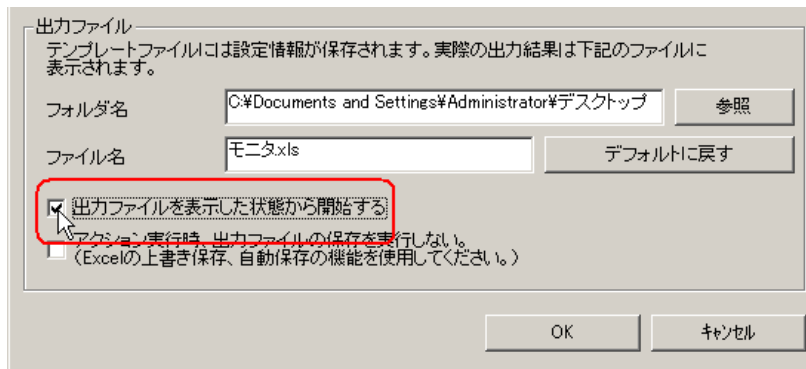 出力ファイル
テンプレートファイルには設定情報が保存されます。実際の出力結果は下記のファイルに
表示されます。
フォルダ名 C:¥Documents and Settings¥Administrator¥デスクトップ 参照
ファイル名 モニタ.xls デフォルトに戻す
出力ファイルを表示した状態から開始する
アクション実行時、出力ファイルの保存を実行しない。
（Excelの上書き保存、自動保存の機能を使用してください。）
OK キャンセル